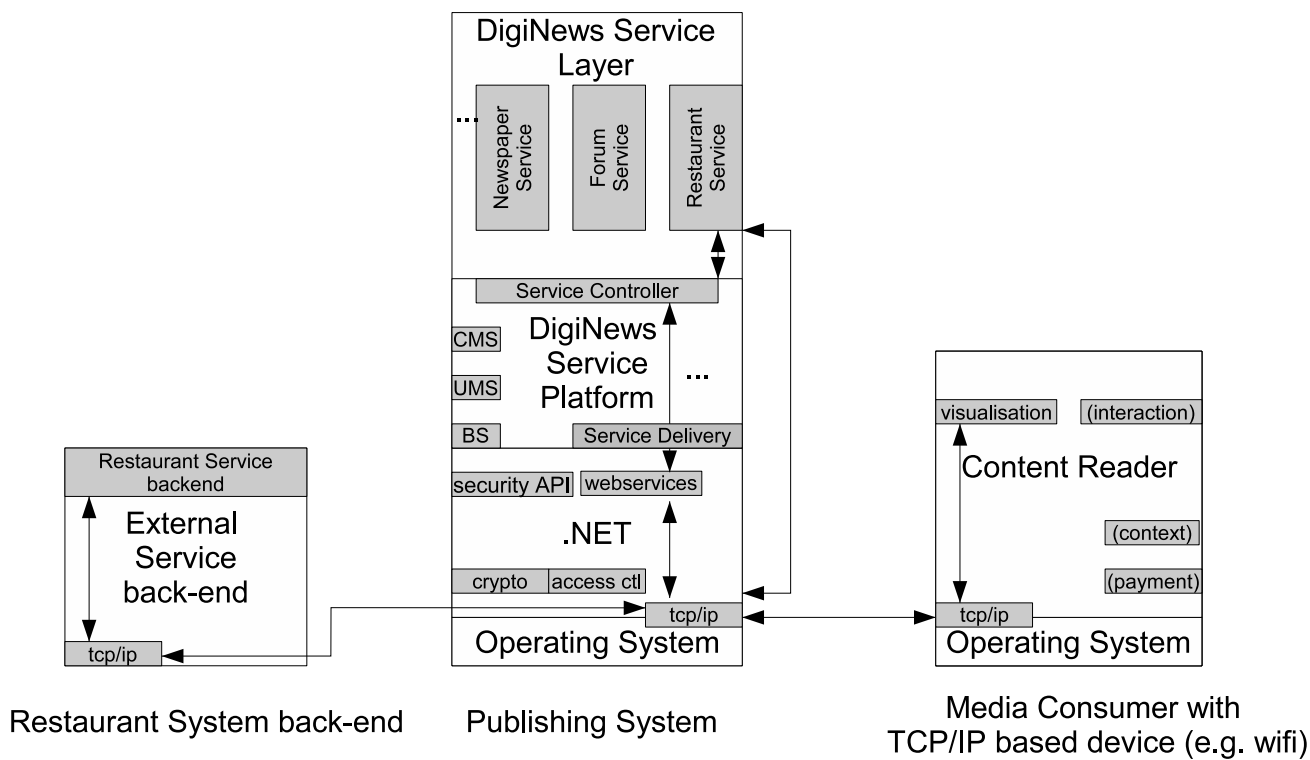 DigiNews Service
Layer
...
Newspaper
Service
Forum
Service
Restaurant
Service
Service Controller
CMS
DigiNews
Service
Platform
UMS
...
BS
Service Delivery
security API
webservices
.NET
crypto
access ctl
tcp/ip
Operating System
Publishing System
Restaurant Service
backend
External
Service
back-end
tcp/ip
Restaurant System back-end
visualisation
(interaction)
Content Reader
(context)
(payment)
tcp/ip
Operating System
Media Consumer with
TCP/IP based device (e.g. wifi)